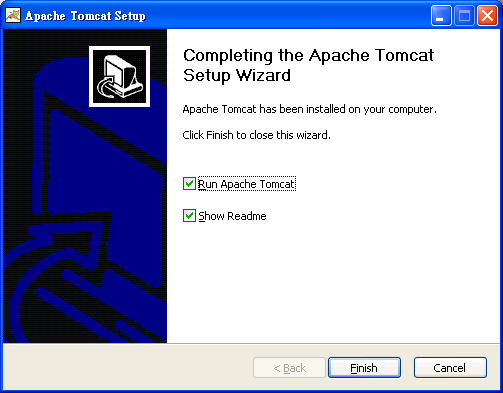 Apache Tomcat Setup
Completing the Apache Tomcat
Setup Wizard
Apache Tomcat has been installed on your computer.
Click Finish to close this wizard.
Run Apache Tomcat
Show Readme
< Back
Finish
Cancel